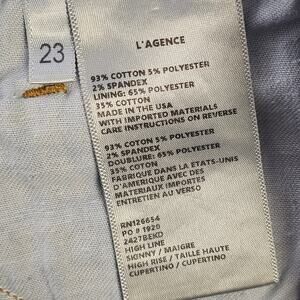 23
L'AGENCE
93% COTTON 5% POLYESTER
2% SPANDEX
LINING: 65% POLYESTER
35% COTTON
MADE IN THE USA
WITH IMPORTED MATERIALS
CARE INSTRUCTIONS ON REVERSE
93% COTON 5% POLYESTER
2% SPANDEX
DOUBLURE: 65% POLYESTER
35% COTON
FABRIQUE DANS LA ETATS-UNIS
D'AMERIQUE AVEC DES
MATERIAUX IMPORTES
ENTRETIEN AU VERSO
RN126654
PO # 1920
2427BEKD
HIGH LINE
SKINNY / MAIGRE
HIGH RISE / TAILLE HAUTE
CUPERTINO / CUPERTINO